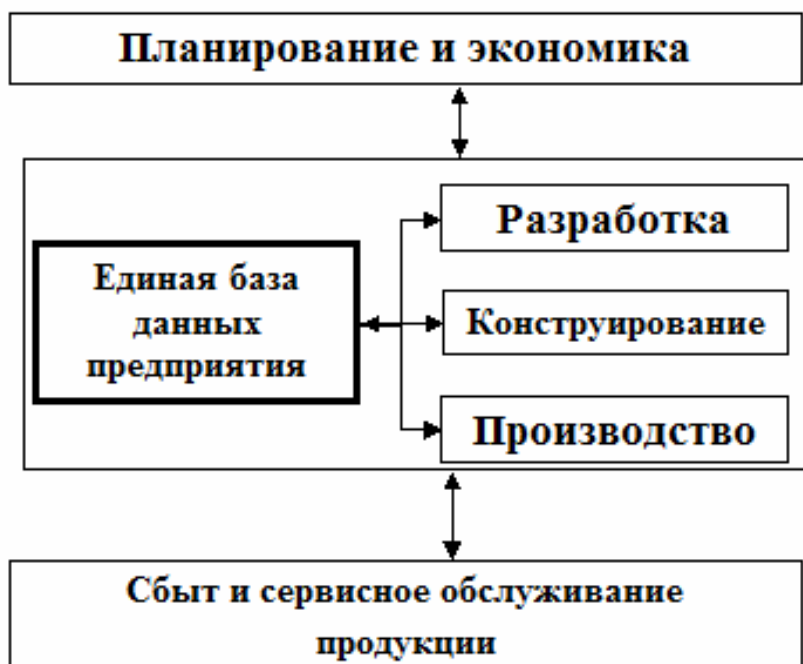 Планирование и экономика
Разработка
Единая база
данных
предприятия
Конструирование
Производство
Сбыт и сервисное обслуживание
продукции